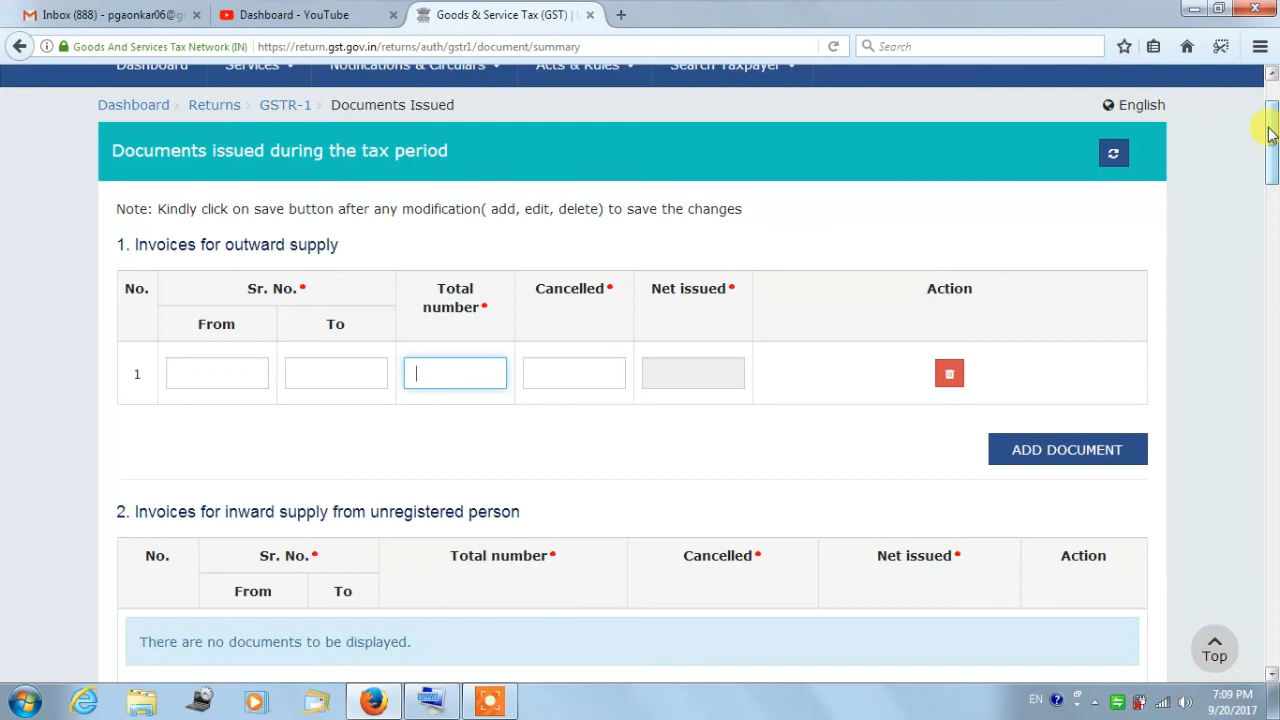 Inbox (888) - pgaonkar06@gr
Dashboard - YouTube
Goods & Service Tax (GST) | U
Goods And Services Tax Network (IN)
https://return.gst.gov.in/returns/auth/gstr1/document/summary
Search
Dashboard Services Notifications & Circulars Acts & Rules Search Taxpayer
Dashboard Returns GSTR-1 Documents Issued
English
Documents issued during the tax period
Note: Kindly click on save button after any modification( add, edit, delete) to save the changes
1. Invoices for outward supply
No. Sr. No.* Total number* Cancelled* Net issued* Action
From To
1
ADD DOCUMENT
2. Invoices for inward supply from unregistered person
No. Sr. No.* Total number* Cancelled* Net issued* Action
From To
There are no documents to be displayed.
Top
EN
7:09 PM
9/20/2017